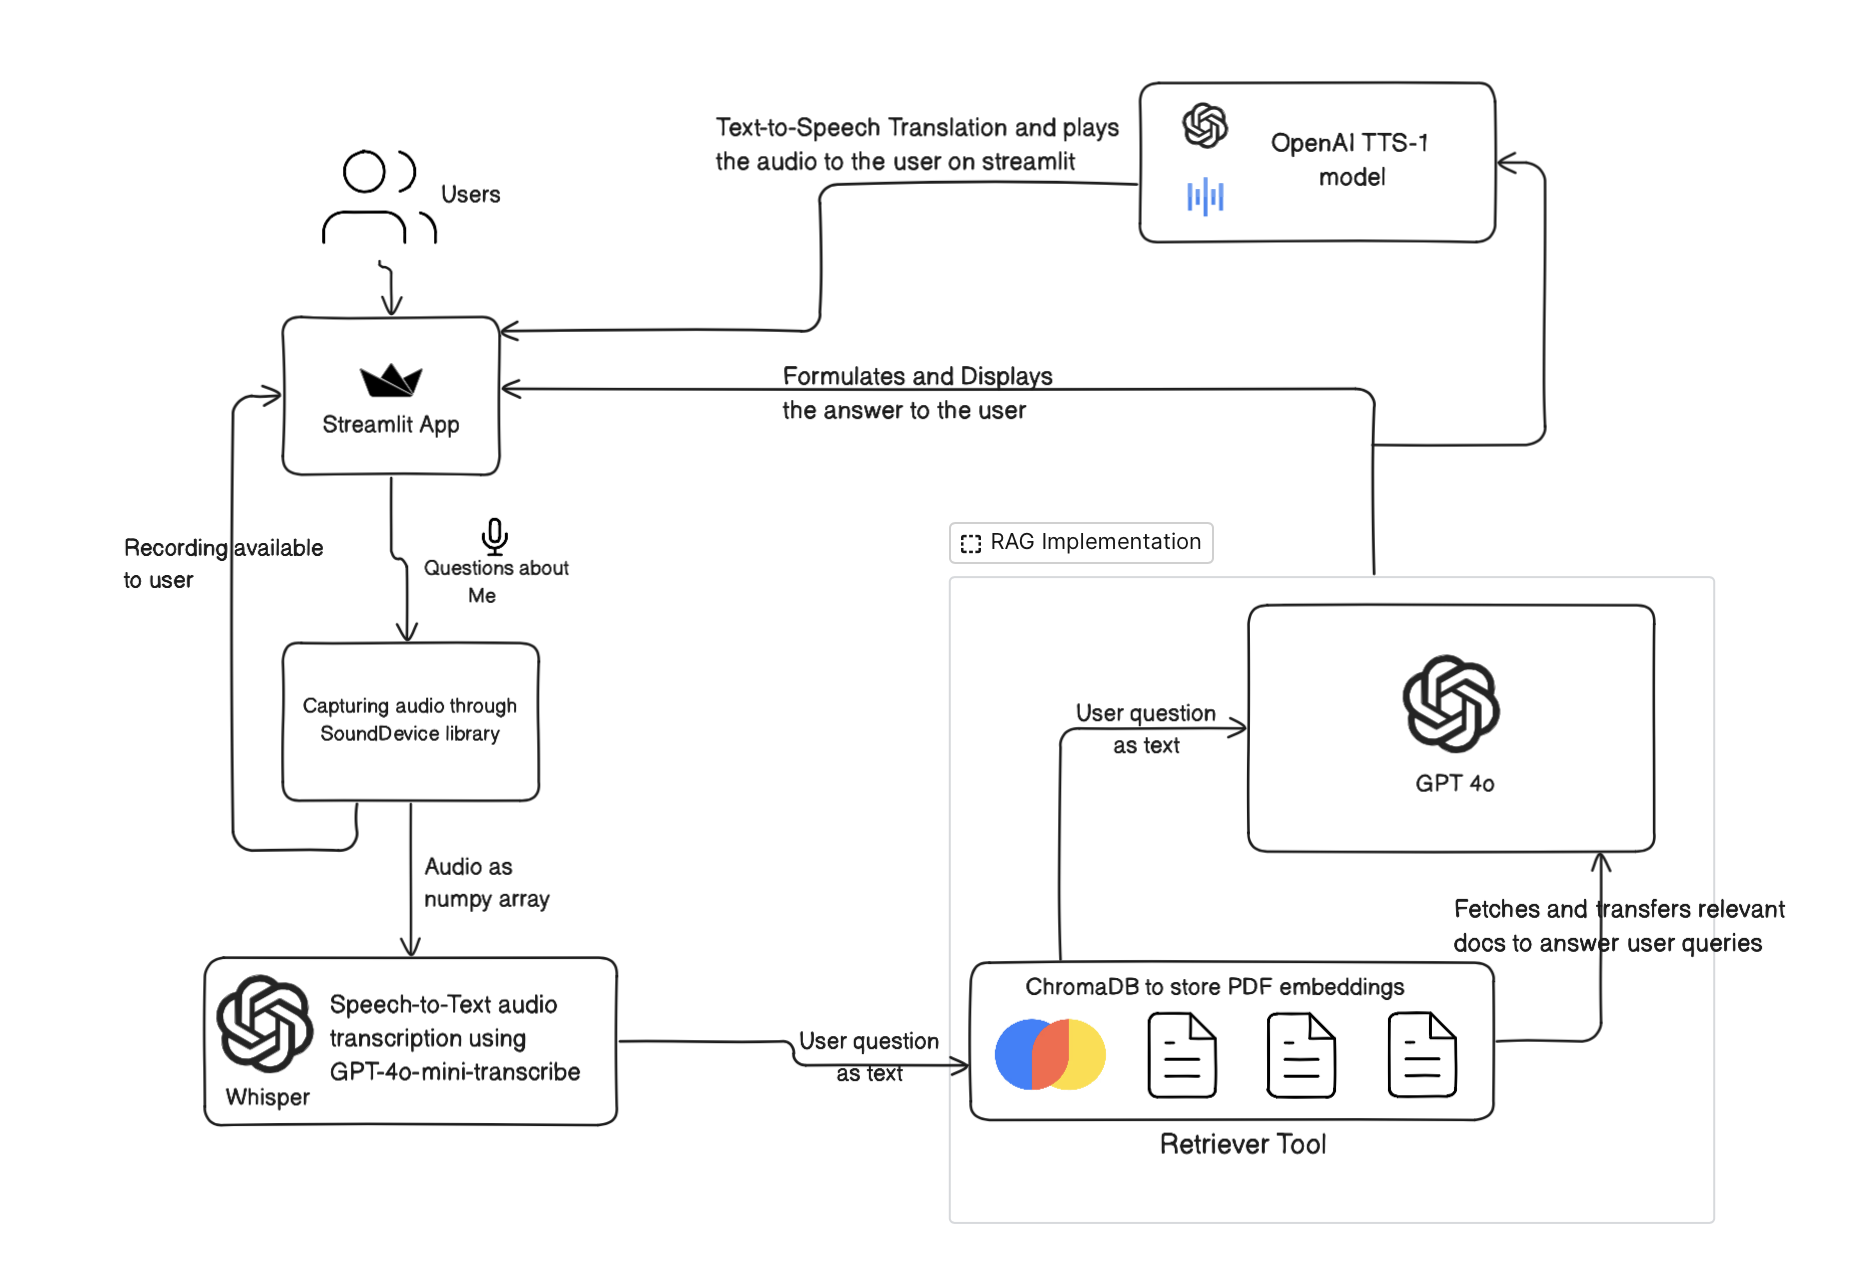 Text-to-Speech Translation and plays
the audio to the user on streamlit
OpenAI TTS-1
model
Users
Streamlit App
Formulates and Displays
the answer to the user
Recording available
to user
Questions about
Me
RAG Implementation
Capturing audio through
SoundDevice library
User question
as text
GPT 4o
Audio as
numpy array
Fetches and transfers relevant
docs to answer user queries
Speech-to-Text audio
transcription using
GPT-4o-mini-transcribe
Whisper
User question
as text
ChromaDB to store PDF embeddings
Retriever Tool